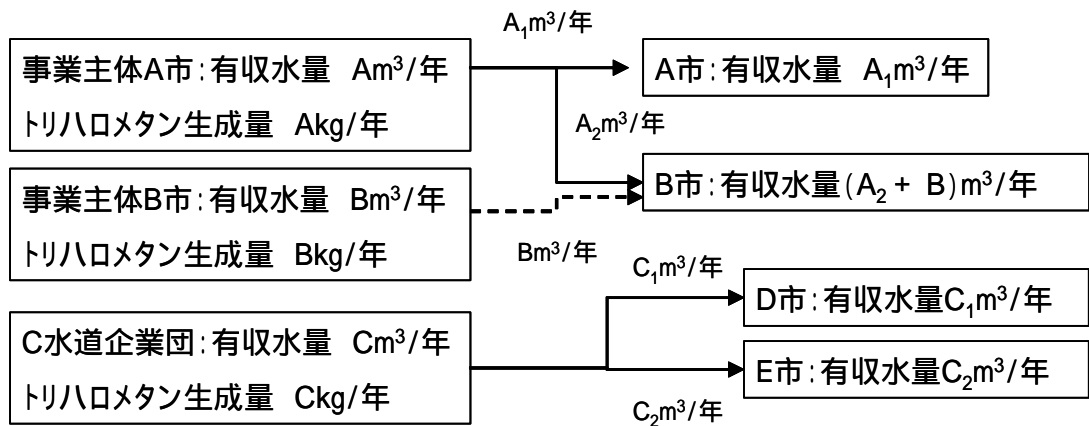 A₁m³/年
事業主体A市：有収水量　Am³/年
トリハロメタン生成量　Akg/年
A市：有収水量　A₁m³/年
A₂m³/年
事業主体B市：有収水量　Bm³/年
トリハロメタン生成量　Bkg/年
B市：有収水量(A₂ + B)m³/年
Bm³/年
C₁m³/年
C水道企業団：有収水量　Cm³/年
トリハロメタン生成量　Ckg/年
D市：有収水量C₁m³/年
E市：有収水量C₂m³/年
C₂m³/年